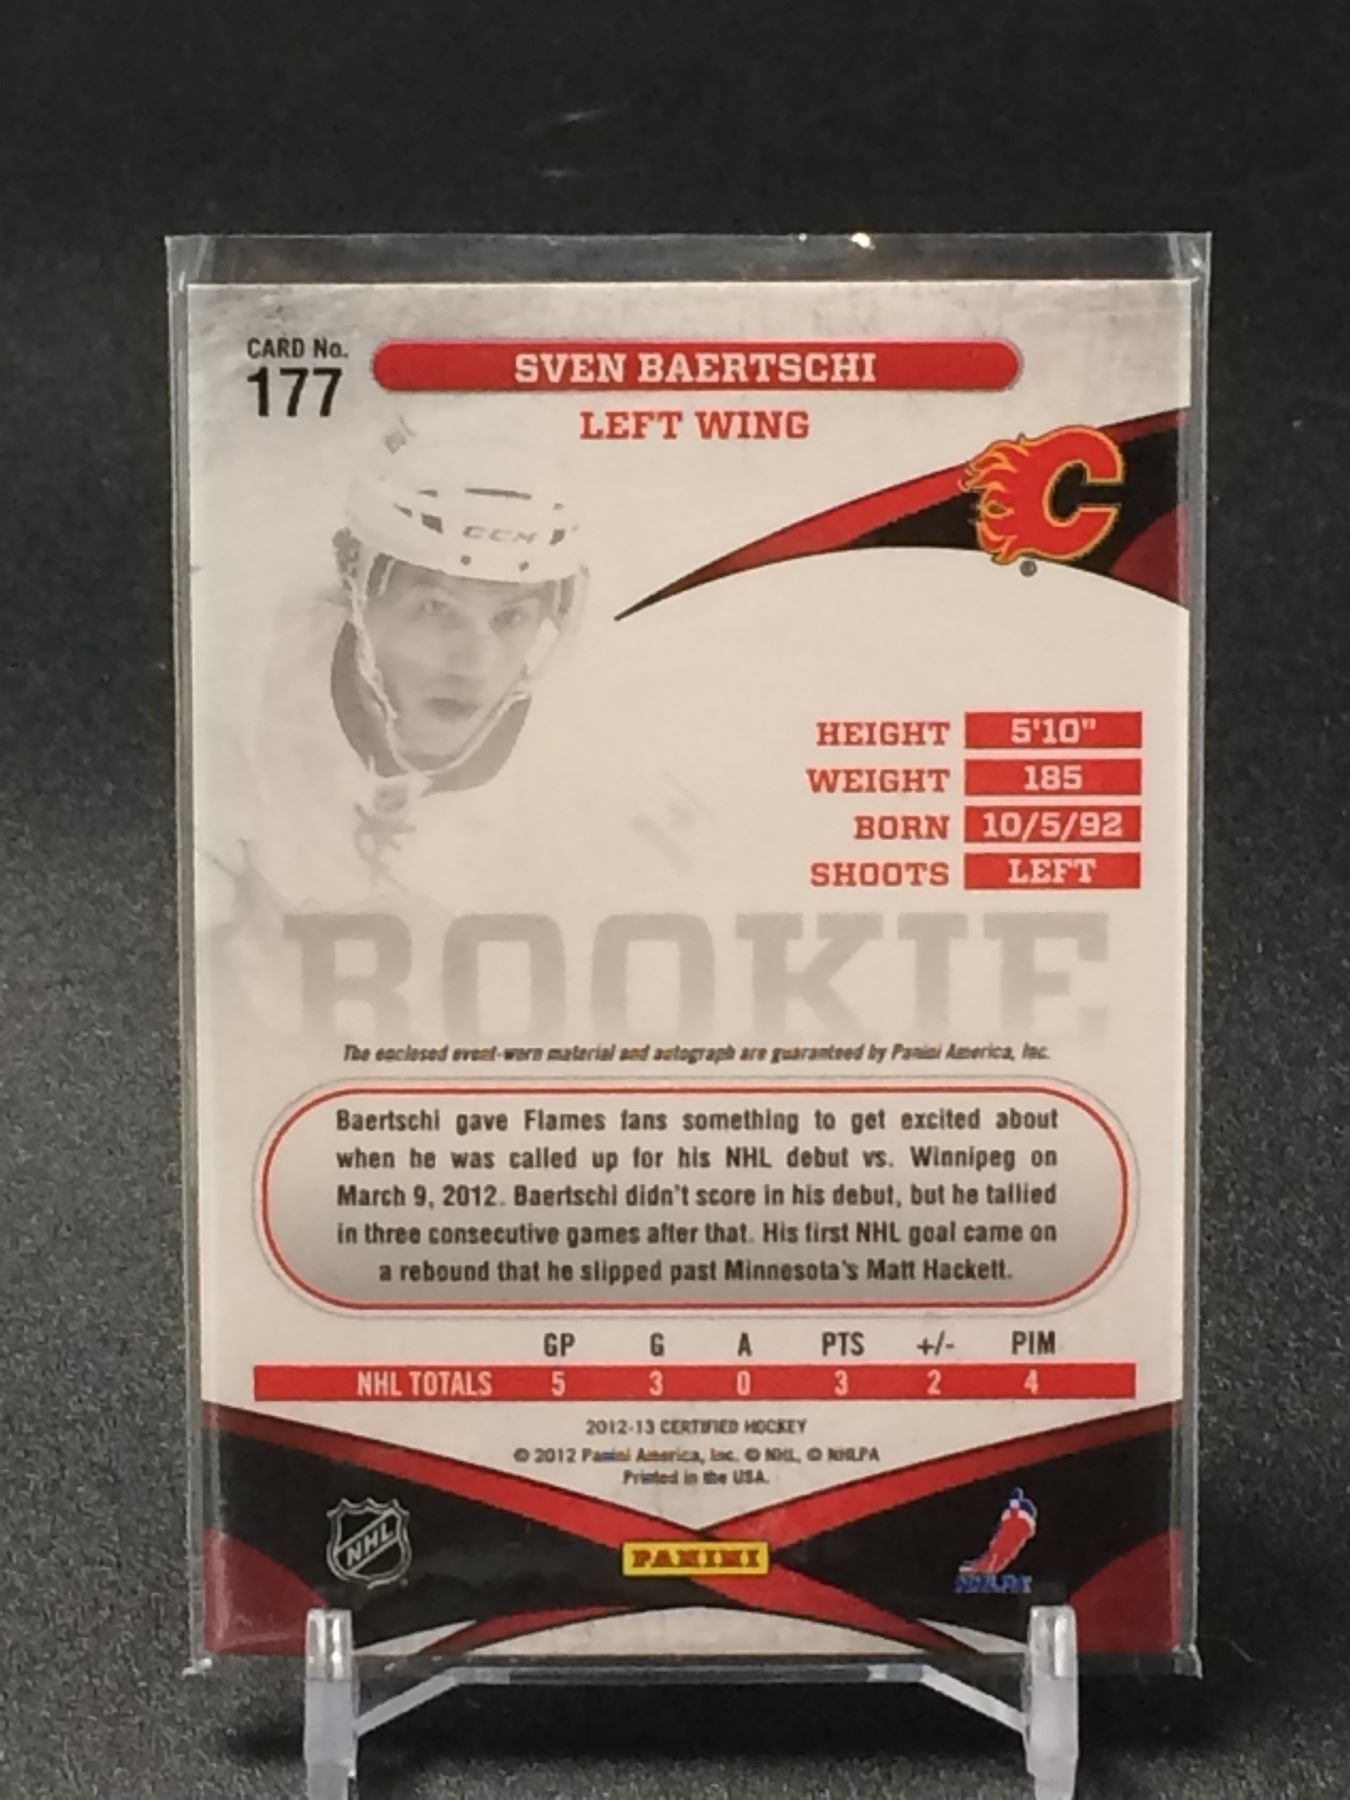 CARD No.
177
SVEN BAERTSCHI
LEFT WING
C
®
CCM
HEIGHT 5'10"
WEIGHT 185
BORN 10/5/92
SHOOTS LEFT
ROOKIE
The enclosed event-worn material and autograph are guaranteed by Panini America, Inc.
Baertschi gave Flames fans something to get excited about
when he was called up for his NHL debut vs. Winnipeg on
March 9, 2012. Baertschi didn't score in his debut, but he tallied
in three consecutive games after that. His first NHL goal came on
a rebound that he slipped past Minnesota's Matt Hackett.
GP G A PTS +/- PIM
NHL TOTALS 5 3 0 3 2 4
2012-13 CERTIFIED HOCKEY
© 2012 Panini America, Inc. © NHL, © NHLPA
Printed in the USA.
NHL
PANINI
NHLPA